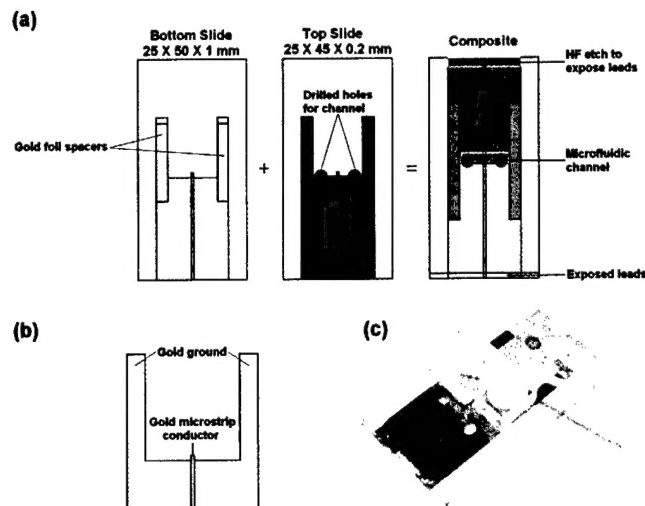 (a)
Bottom Slide
25 X 50 X 1 mm
Top Slide
25 X 45 X 0.2 mm
Composite
HF etch to
expose leads
Drilled holes
for channel
Gold foil spacers
+
=
Microfluidic
channel
Exposed leads
(b)
Gold ground
Gold microstrip
conductor
(c)